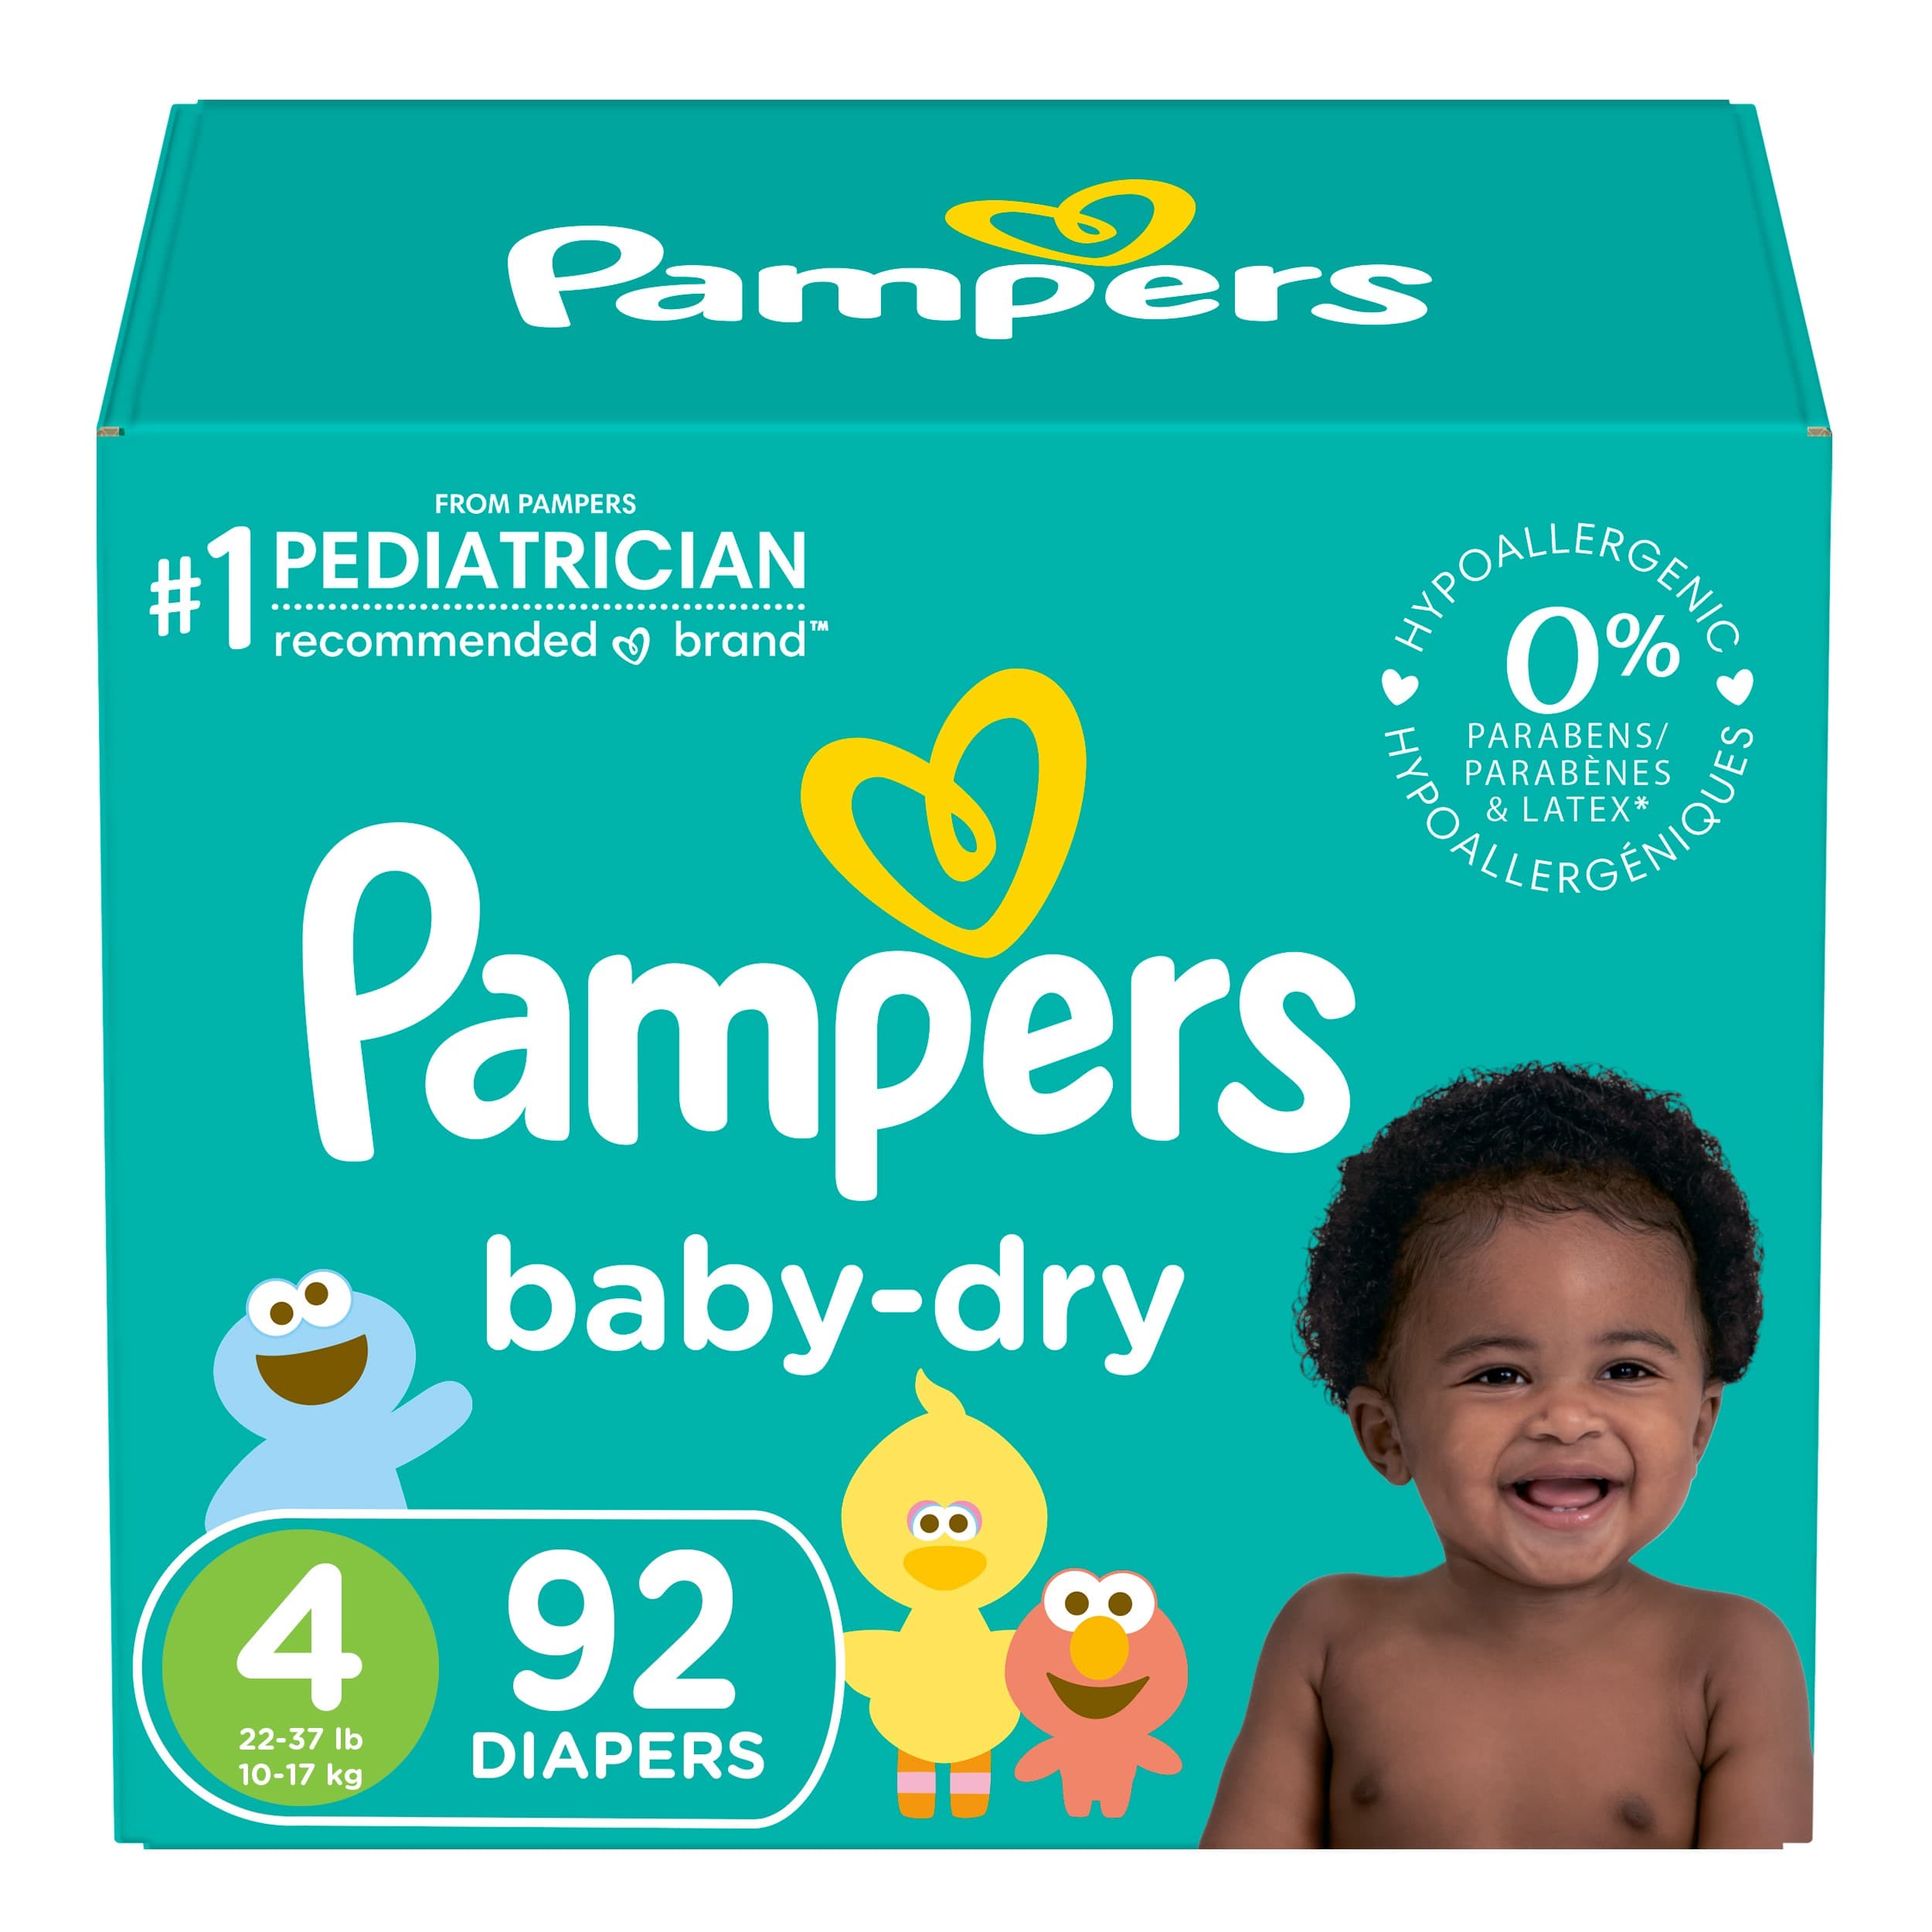 Pampers
FROM PAMPERS
#1 PEDIATRICIAN
recommended brand™
HYPOALLERGENIC
0%
PARABENS/
PARABÈNES
& LATEX*
HYPOALLERGÉNIQUES
Pampers
baby-dry
4
22-37 lb
10-17 kg
92
DIAPERS